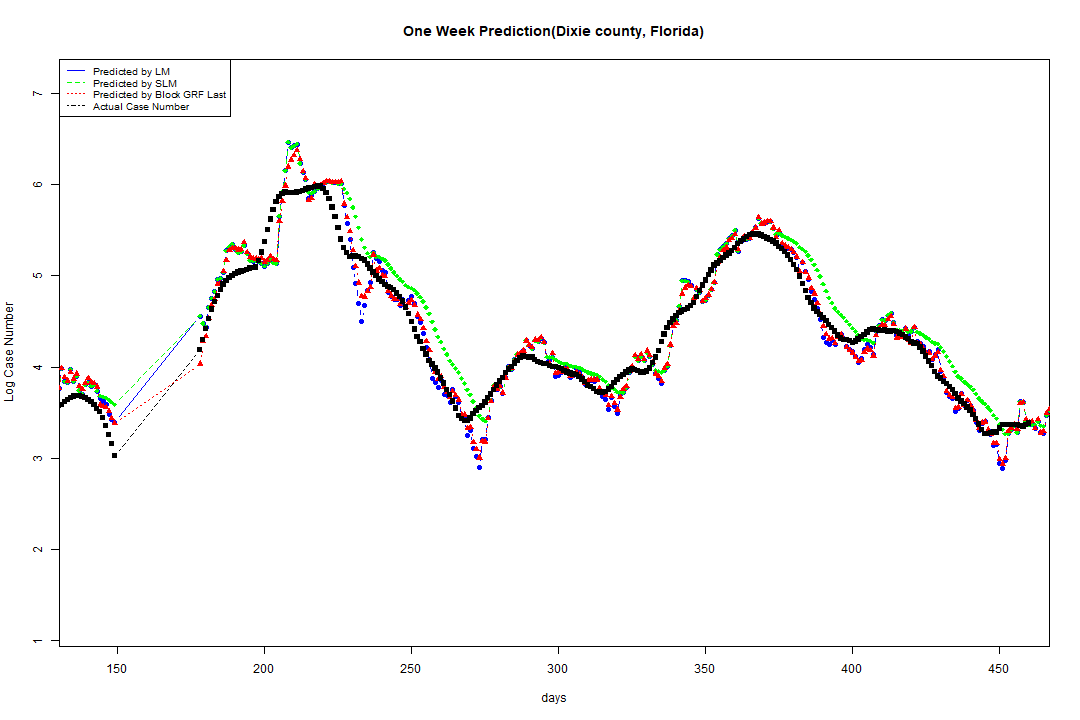 One Week Prediction(Dixie county, Florida)
Predicted by LM
Predicted by SLM
Predicted by Block GRF Last
Actual Case Number
7
6
5
4
3
2
1
Log Case Number
150 200 250 300 350 400 450
days